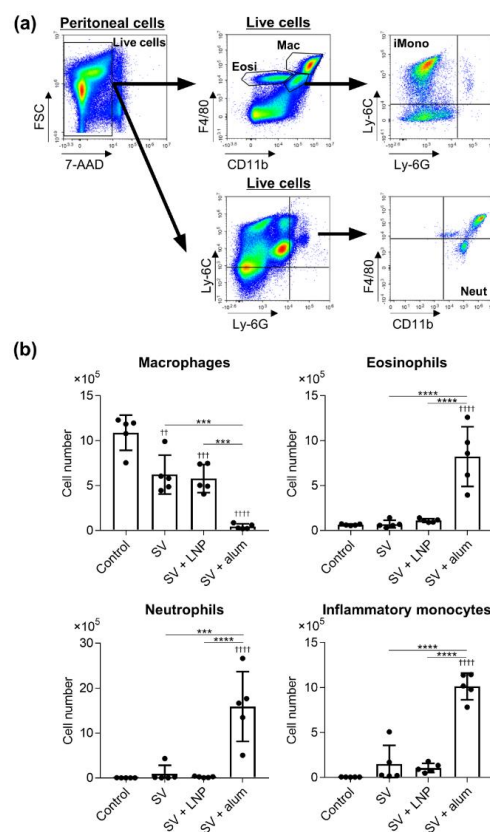 (a)
Peritoneal cells
Live cells
FSC
7-AAD
Live cells
Mac
Eosi
F4/80
CD11b
iMono
Ly-6C
Ly-6G
Live cells
Ly-6C
Ly-6G
F4/80
Neut
CD11b
(b)
Macrophages
×10⁵
15
10
5
0
Cell number
††
†††
††††
***
***
Control
SV
SV + LNP
SV + alum
Eosinophils
×10⁵
15
10
5
0
Cell number
****
****
††††
Control
SV
SV + LNP
SV + alum
Neutrophils
×10⁵
30
20
10
0
Cell number
***
****
††††
Control
SV
SV + LNP
SV + alum
Inflammatory monocytes
×10⁵
15
10
5
0
Cell number
****
****
††††
Control
SV
SV + LNP
SV + alum